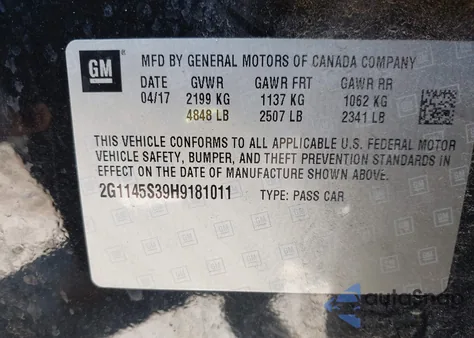 GM
MFD BY GENERAL MOTORS OF CANADA COMPANY
DATE GVWR GAWR FRT GAWR RR
04/17 2199 KG 1137 KG 1062 KG
4848 LB 2507 LB 2341 LB
THIS VEHICLE CONFORMS TO ALL APPLICABLE U.S. FEDERAL MOTOR
VEHICLE SAFETY, BUMPER, AND THEFT PREVENTION STANDARDS IN
EFFECT ON THE DATE OF MANUFACTURE SHOWN ABOVE.
2G1145S39H9181011 TYPE: PASS CAR